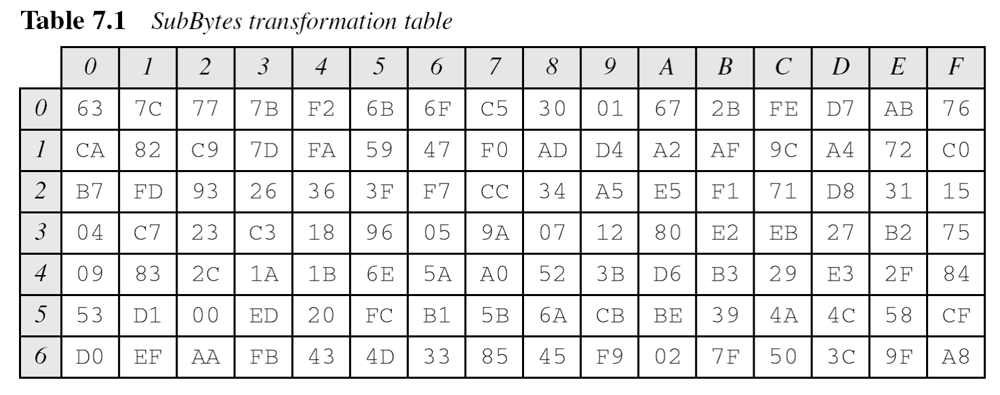 Table 7.1 SubBytes transformation table
0 1 2 3 4 5 6 7 8 9 A B C D E F
0 63 7C 77 7B F2 6B 6F C5 30 01 67 2B FE D7 AB 76
1 CA 82 C9 7D FA 59 47 F0 AD D4 A2 AF 9C A4 72 C0
2 B7 FD 93 26 36 3F F7 CC 34 A5 E5 F1 71 D8 31 15
3 04 C7 23 C3 18 96 05 9A 07 12 80 E2 EB 27 B2 75
4 09 83 2C 1A 1B 6E 5A A0 52 3B D6 B3 29 E3 2F 84
5 53 D1 00 ED 20 FC B1 5B 6A CB BE 39 4A 4C 58 CF
6 D0 EF AA FB 43 4D 33 85 45 F9 02 7F 50 3C 9F A8